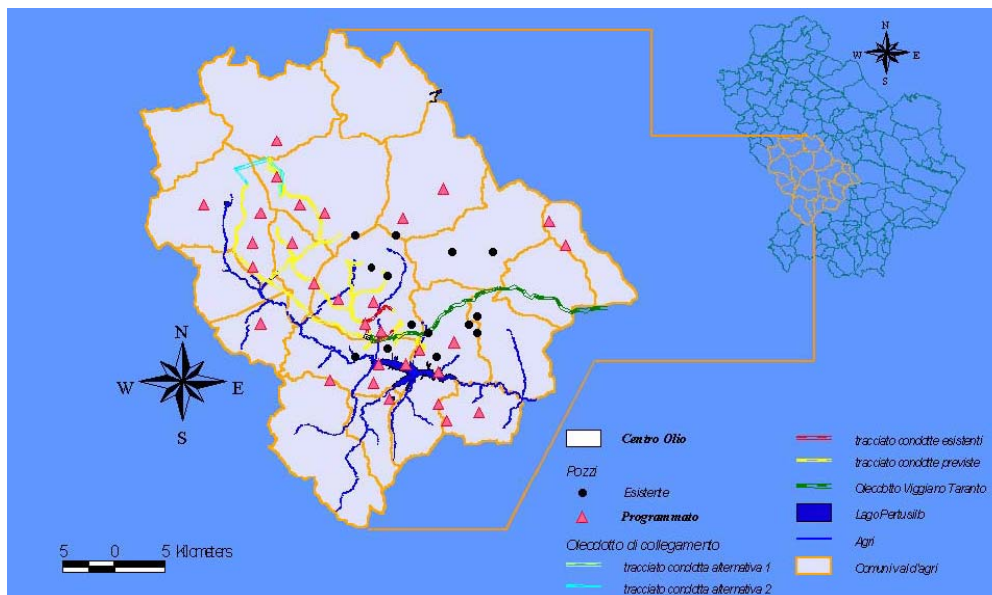 N
W E
S
N
W E
S
5 0 5 Kilometers
Centro Olio
Pozzi
Esistente
Programmato
Oleodotto di collegamento
tracciato condotta alternativa 1
tracciato condotta alternativa 2
tracciato condotte esistenti
tracciato condotte previste
Oleodotto Viggiano Taranto
Lago Pertusillo
Agri
Comuni val d'agri